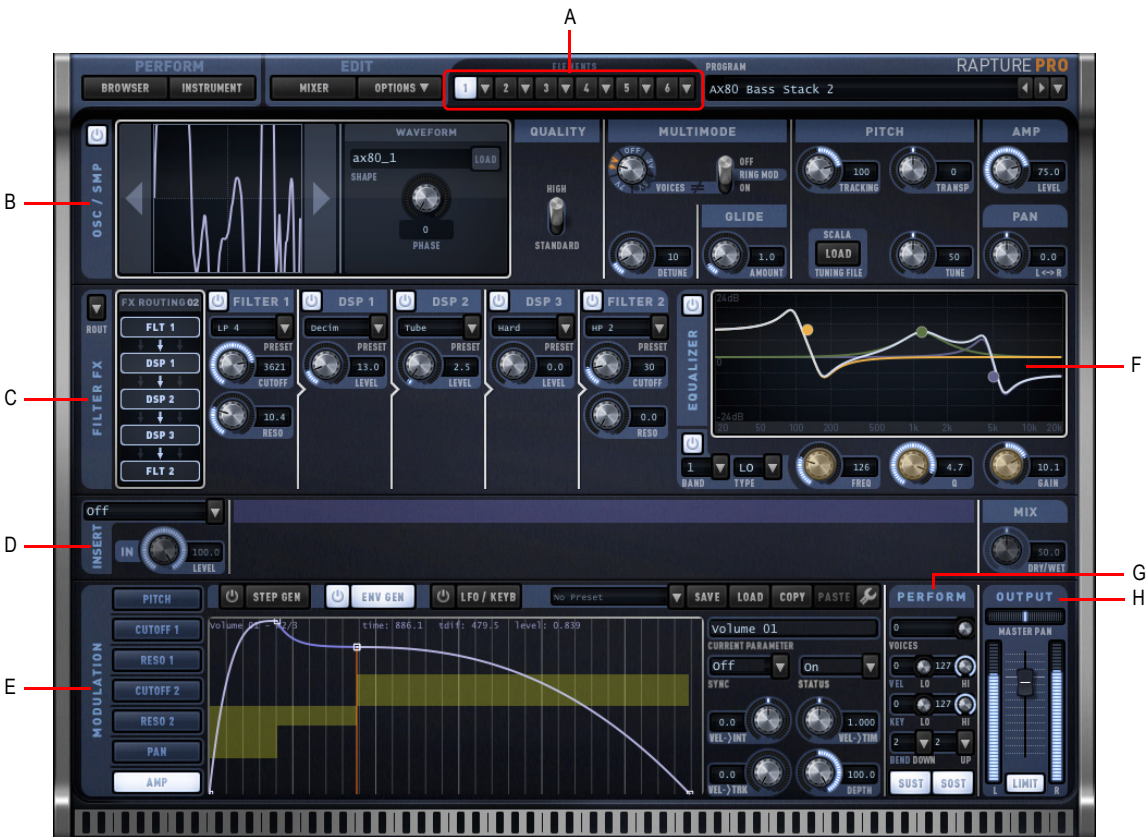 A
PERFORM
EDIT
ELEMENTS
PROGRAM
RAPTURE PRO
BROWSER
INSTRUMENT
MIXER
OPTIONS
1 2 3 4 5 6
AX80 Bass Stack 2
B
OSC / SMP
WAVEFORM
ax80_1
LOAD
SHAPE
0
PHASE
QUALITY
HIGH
STANDARD
MULTIMODE
OFF
VOICES
OFF
RING MOD
ON
10
DETUNE
GLIDE
1.0
AMOUNT
PITCH
100
TRACKING
0
TRANSP
SCALA
LOAD
TUNING FILE
50
TUNE
AMP
75.0
LEVEL
PAN
0.0
L<->R
C
ROUT
FILTER FX
FX ROUTING 02
FLT 1
DSP 1
DSP 2
DSP 3
FLT 2
FILTER 1
LP 4
PRESET
3621
CUTOFF
10.4
RESO
DSP 1
Decim
PRESET
13.0
LEVEL
DSP 2
Tube
PRESET
2.5
LEVEL
DSP 3
Hard
PRESET
0.0
LEVEL
FILTER 2
HP 2
PRESET
30
CUTOFF
0.0
RESO
EQUALIZER
24dB
0
-24dB
20 50 100 200 500 1k 2k 5k 10k 20k
F
1
BAND
LO
TYPE
126
FREQ
4.7
Q
10.1
GAIN
D
Off
INSERT
IN
100.0
LEVEL
MIX
50.0
DRY/WET
E
MODULATION
PITCH
CUTOFF 1
RESO 1
CUTOFF 2
RESO 2
PAN
AMP
STEP GEN
ENV GEN
LFO / KEYB
No Preset
SAVE
LOAD
COPY
PASTE
time: 886.1 tdif: 479.5 level: 0.839
Volume 01
CURRENT PARAMETER
Off
SYNC
On
STATUS
0.0
VEL->INT
1.000
VEL->TIM
0.0
VEL->TRK
100.0
DEPTH
G
PERFORM
0
VOICES
0 127
VEL LO HI
0 127
KEY LO HI
2 2
BEND DOWN UP
SUST
SOST
H
OUTPUT
MASTER PAN
L
LIMIT
R